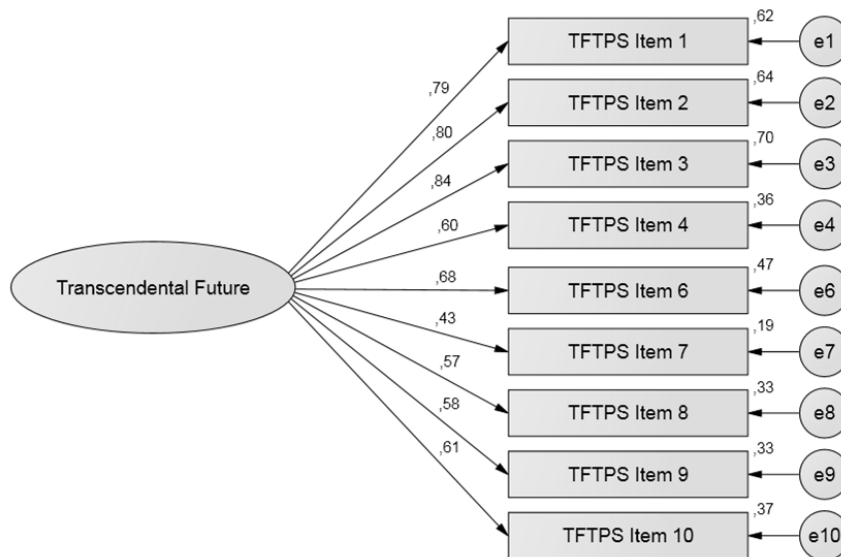 ,62
TFTPS Item 1
e1
,79
,64
TFTPS Item 2
e2
,80
,70
TFTPS Item 3
e3
,84
,36
TFTPS Item 4
e4
,60
Transcendental Future
,47
TFTPS Item 6
e6
,68
,19
TFTPS Item 7
e7
,43
,33
TFTPS Item 8
e8
,57
,33
TFTPS Item 9
e9
,58
,37
TFTPS Item 10
e10
,61